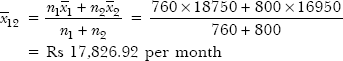 x̄₁₂ = (n₁x̄₁ + n₂x̄₂) / (n₁ + n₂) = (760 × 18750 + 800 × 16950) / (760 + 800)
= Rs 17,826.92 per month